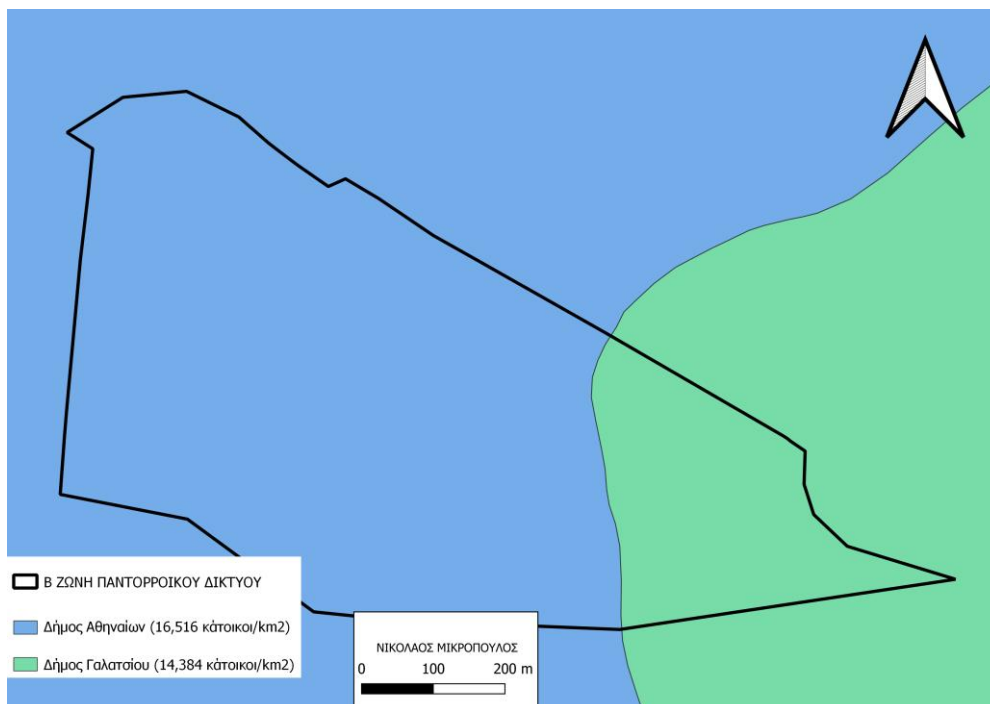 Β ΖΩΝΗ ΠΑΝΤΟΡΡΟΙΚΟΥ ΔΙΚΤΥΟΥ
Δήμος Αθηναίων (16,516 κάτοικοι/km2)
Δήμος Γαλατσίου (14,384 κάτοικοι/km2)
ΝΙΚΟΛΑΟΣ ΜΙΚΡΟΠΟΥΛΟΣ
0 100 200 m